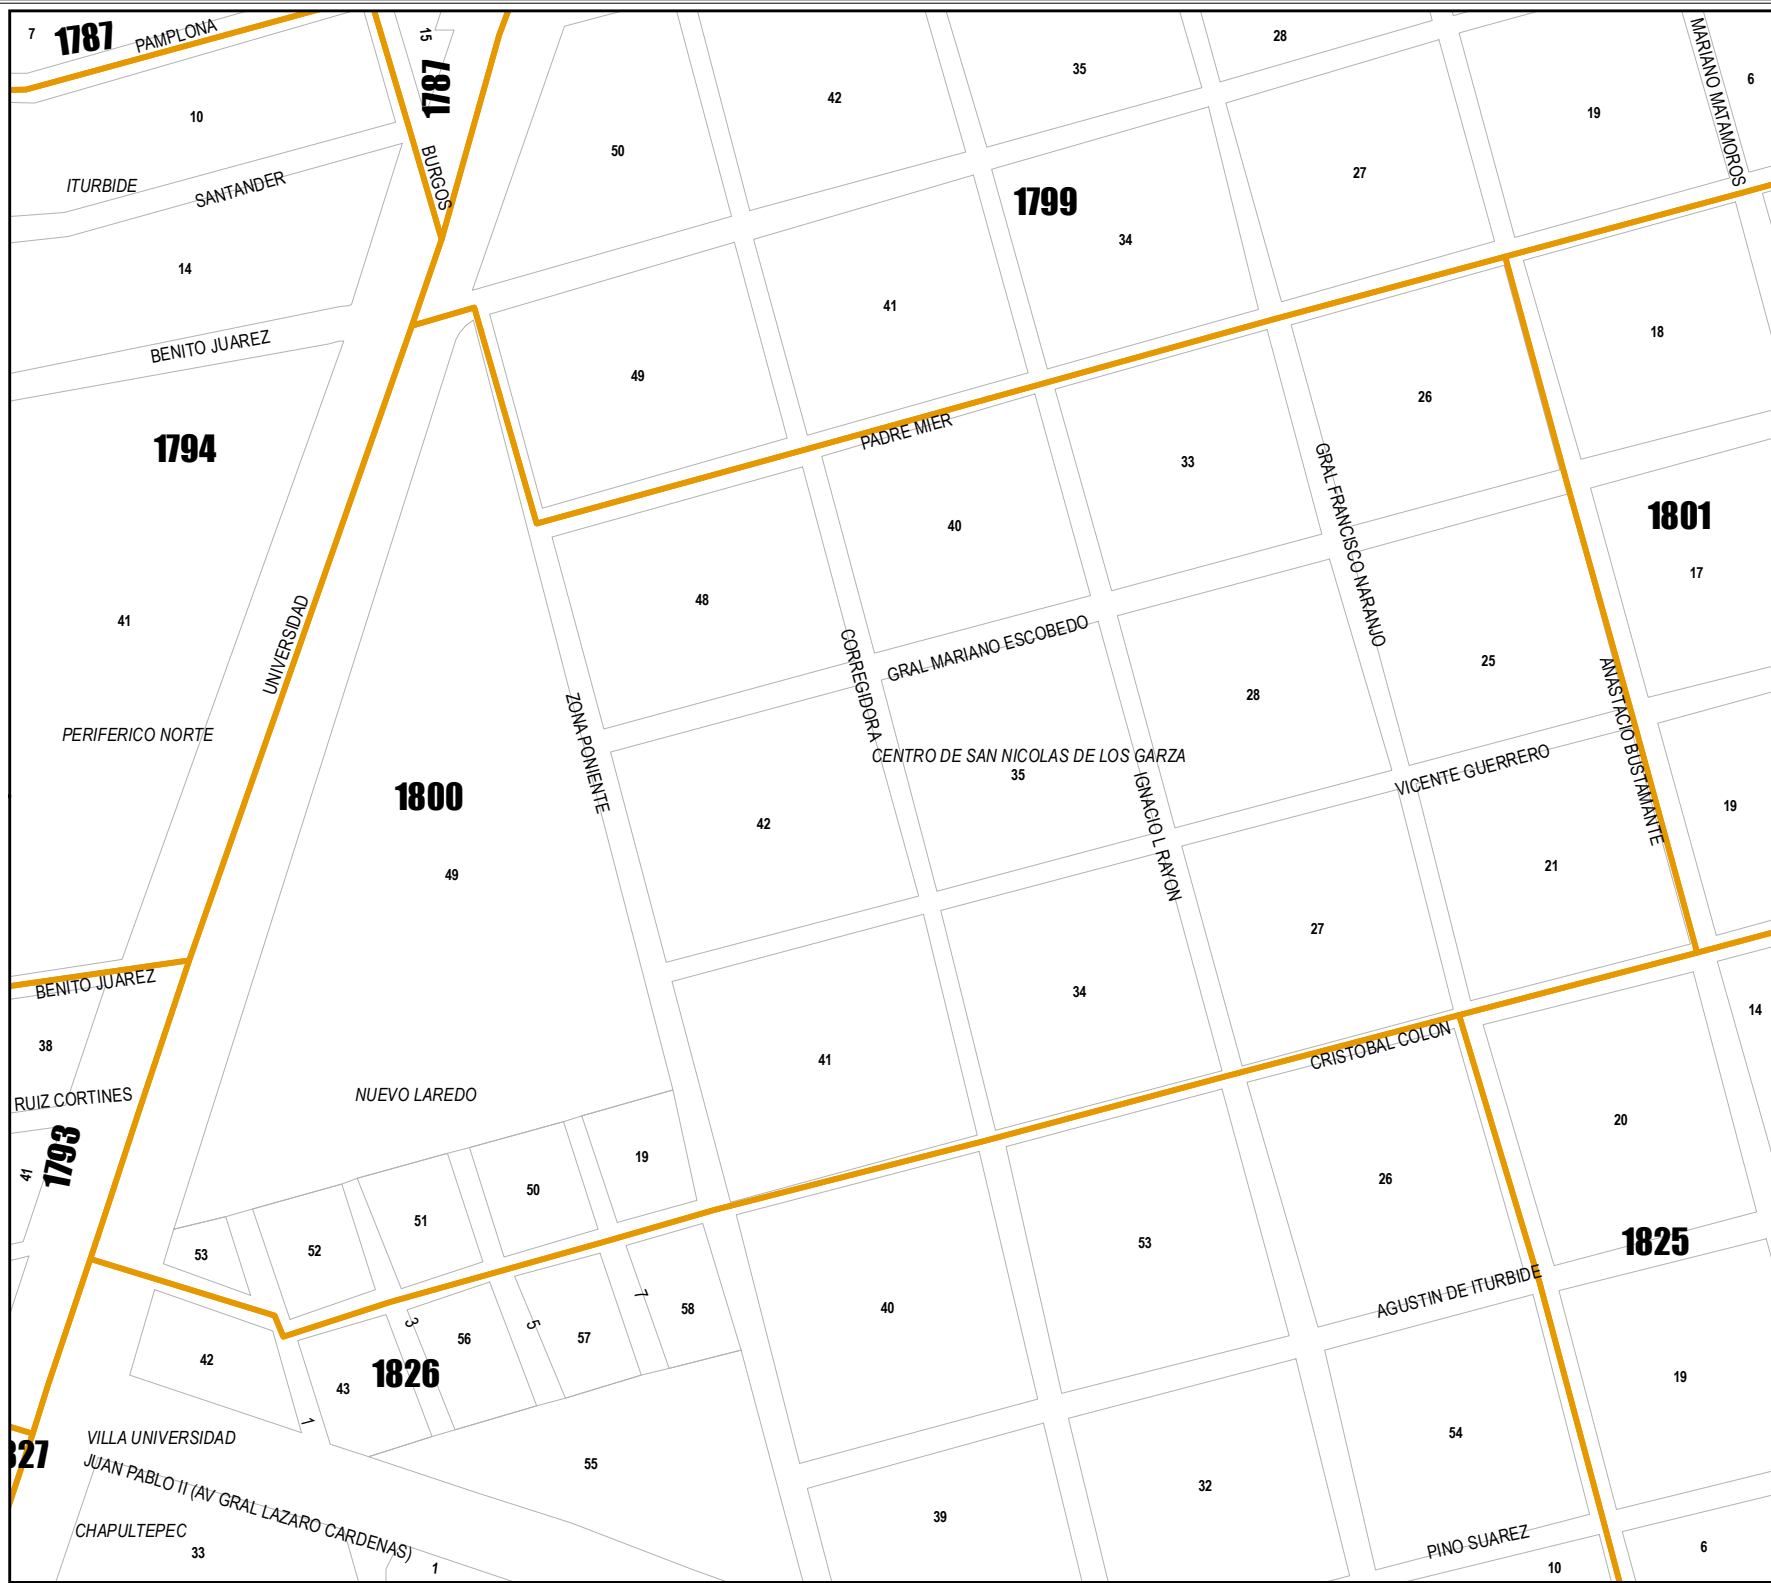 7
1787
PAMPLONA
15
1787
28
MARIANO MATAMOROS
6
35
42
10
19
50
BURGOS
27
ITURBIDE
SANTANDER
1799
34
14
41
BENITO JUAREZ
18
49
26
PADRE MIER
1794
33
GRAL FRANCISCO NARANJO
1801
40
17
48
41
UNIVERSIDAD
CORREGIDORA
GRAL MARIANO ESCOBEDO
25
28
ANASTACIO BUSTAMANTE
ZONA PONIENTE
PERIFERICO NORTE
CENTRO DE SAN NICOLAS DE LOS GARZA
35
VICENTE GUERRERO
IGNACIO L RAYON
1800
19
42
49
21
27
BENITO JUAREZ
34
14
38
CRISTOBAL COLON
41
RUIZ CORTINES
NUEVO LAREDO
20
1793
41
19
26
50
51
53
52
53
1825
AGUSTIN DE ITURBIDE
7
58
40
3
56
5
57
42
1826
43
19
1
VILLA UNIVERSIDAD
54
327
55
JUAN PABLO II (AV GRAL LAZARO CARDENAS)
32
39
CHAPULTEPEC
33
PINO SUAREZ
6
1
10